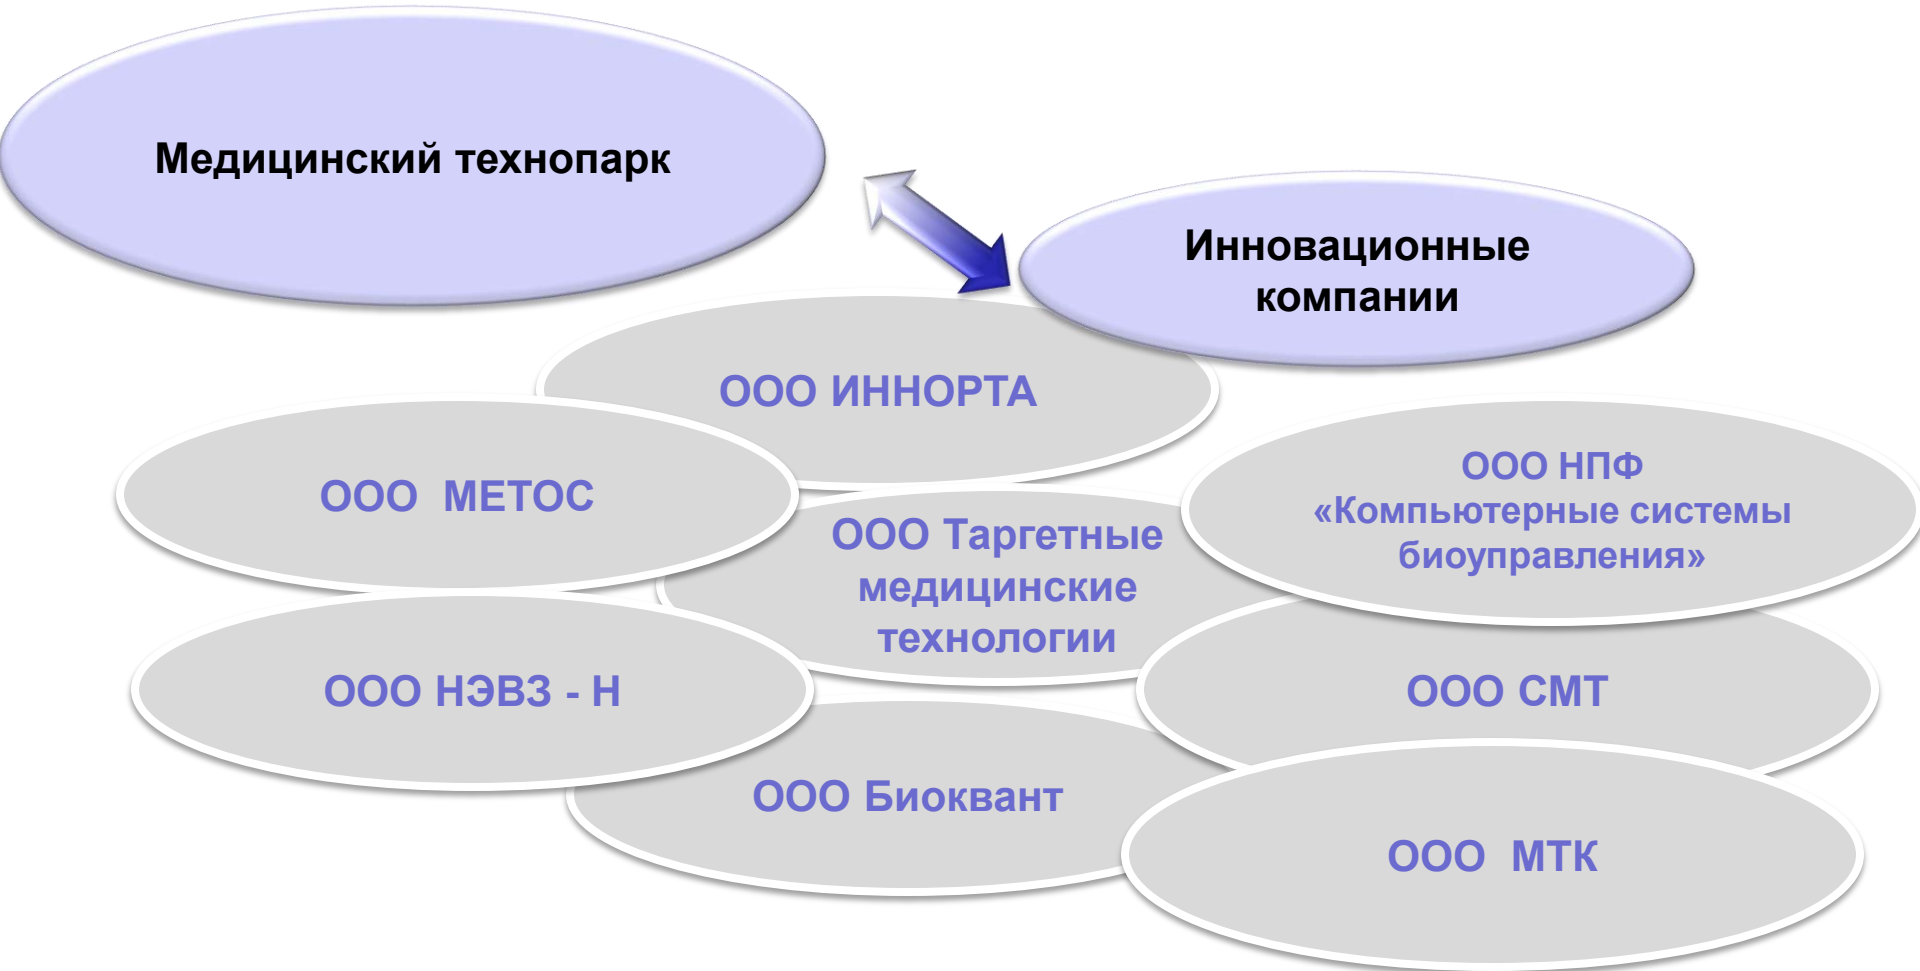 Медицинский технопарк
Инновационные
компании
ООО ИННОРТА
ООО МЕТОС
ООО НПФ
«Компьютерные системы
биоуправления»
ООО Таргетные
медицинские
технологии
ООО НЭВЗ - Н
ООО СМТ
ООО Биоквант
ООО МТК